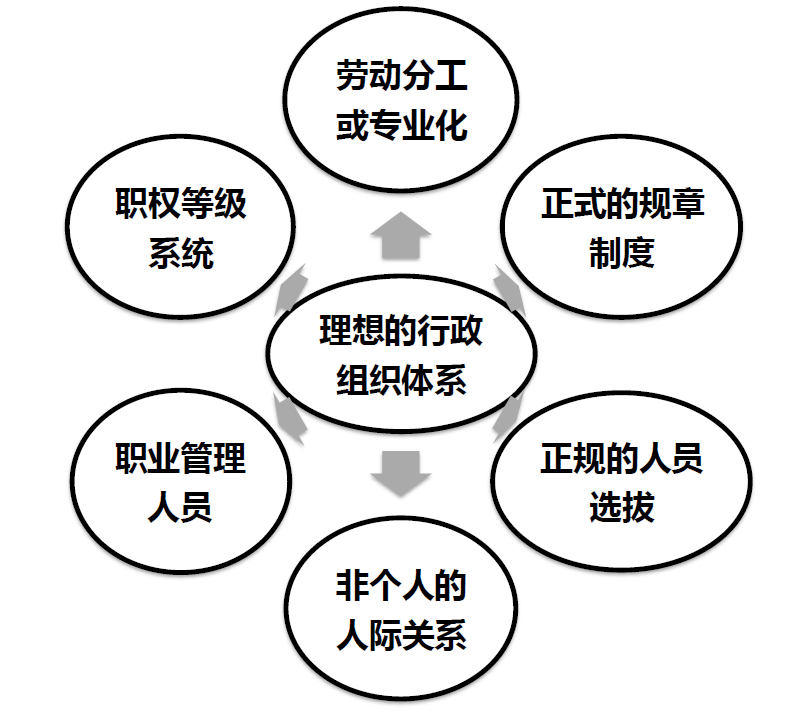 劳动分工
或专业化
职权等级
系统
正式的规章
制度
理想的行政
组织体系
职业管理
人员
正规的人员
选拔
非个人的
人际关系